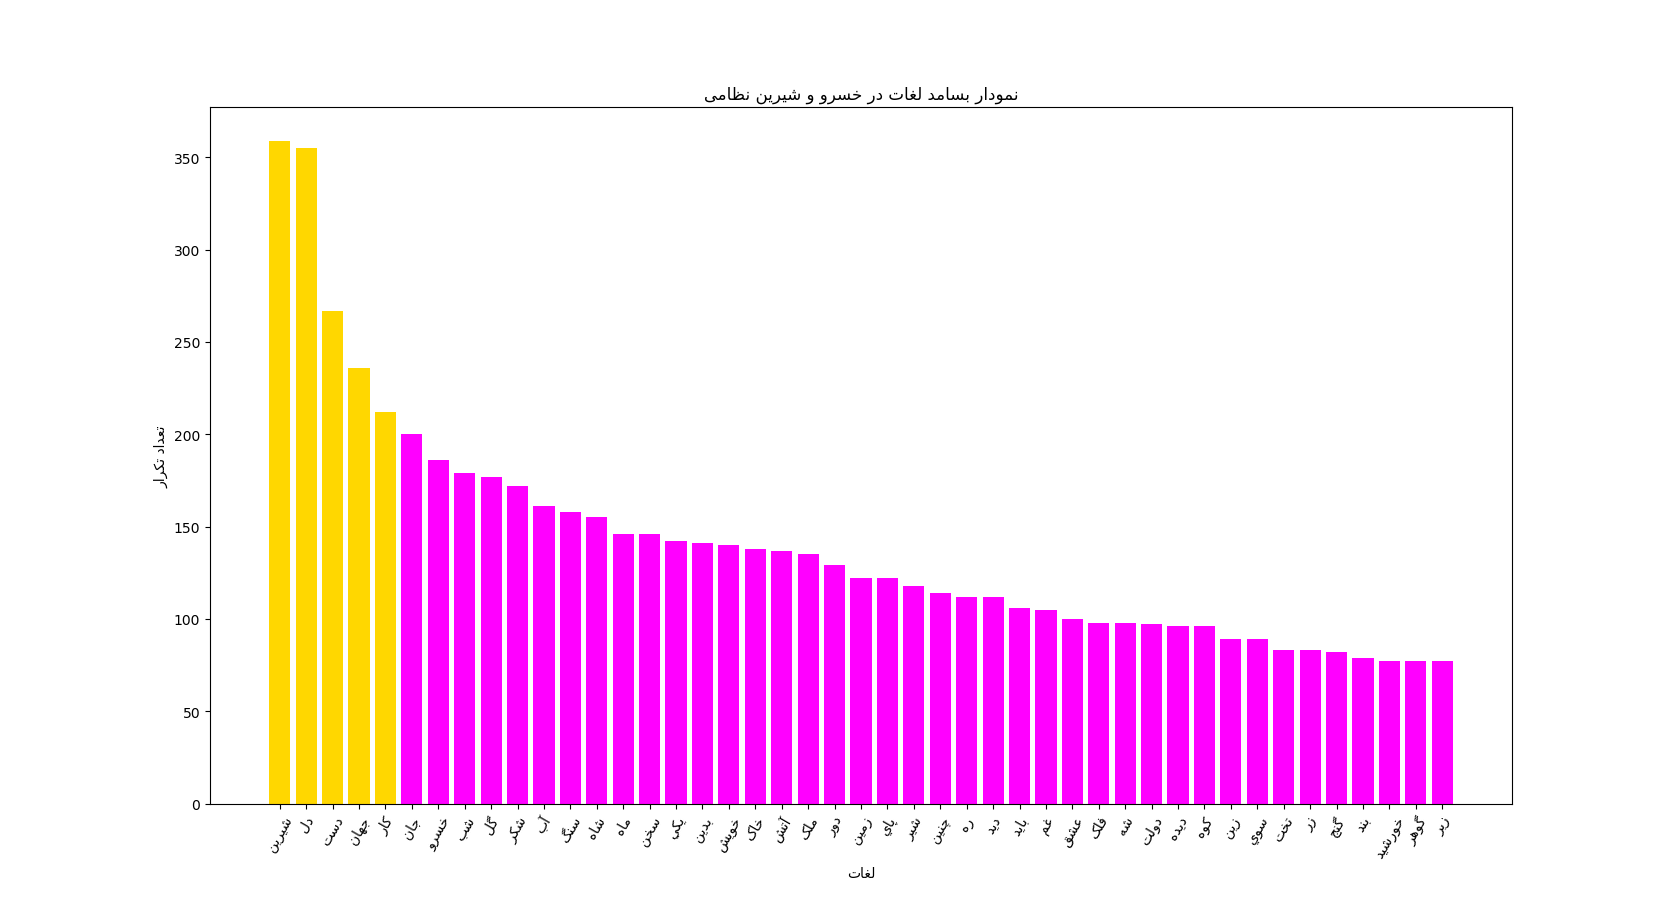 نمودار بسامد لغات در خسرو و شیرین نظامی
تعداد تکرار
350
300
250
200
150
100
50
0
شیرین
دل
دست
جهان
کار
جان
خسرو
شب
گل
شکر
آب
سنگ
شاه
ماه
سخن
يکي
بدین
خویش
خاک
آتش
ملک
دور
زمین
پاي
شیر
چنین
ره
دید
باید
غم
عشق
فلک
شه
دولت
دیده
کوه
زین
سوي
تخت
زر
گنج
بند
خورشید
گوهر
زیر
لغات